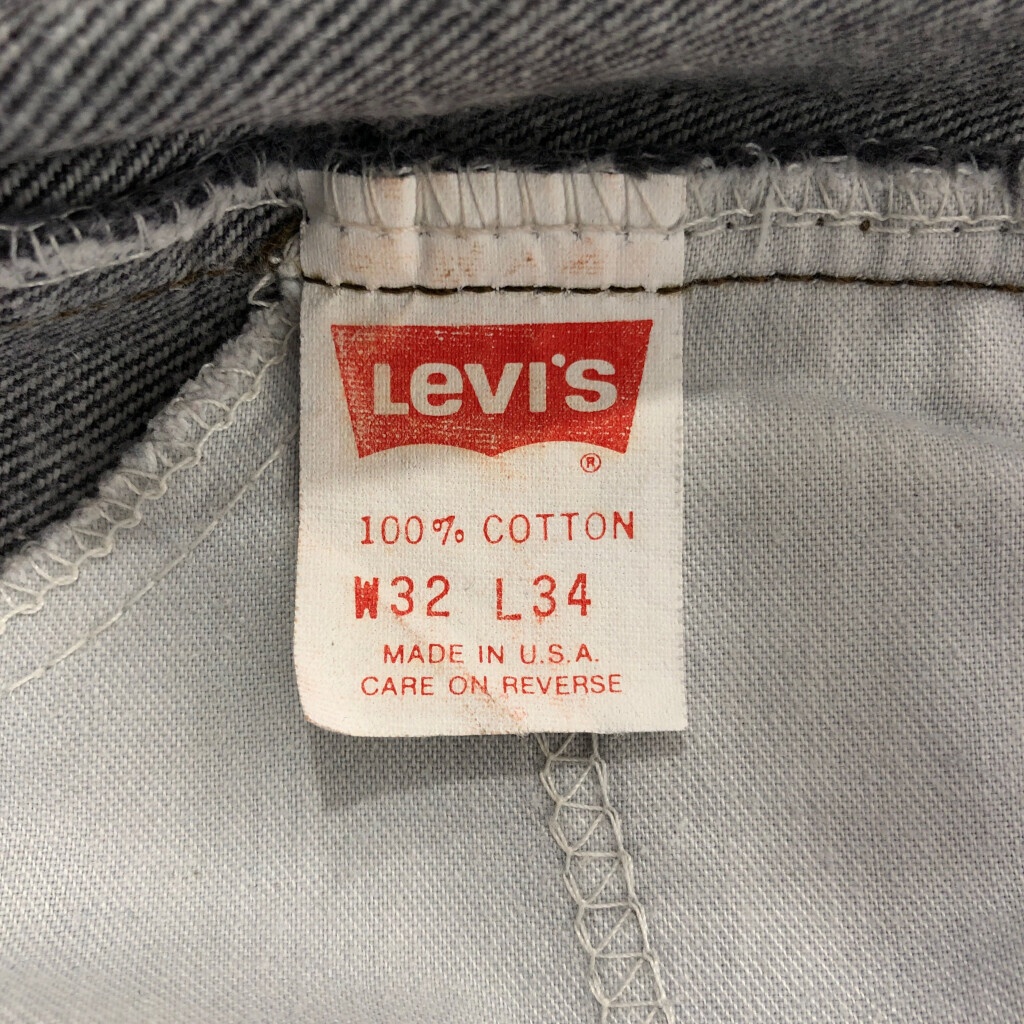 Levi's
®
100% COTTON
W32 L34
MADE IN U.S.A.
CARE ON REVERSE